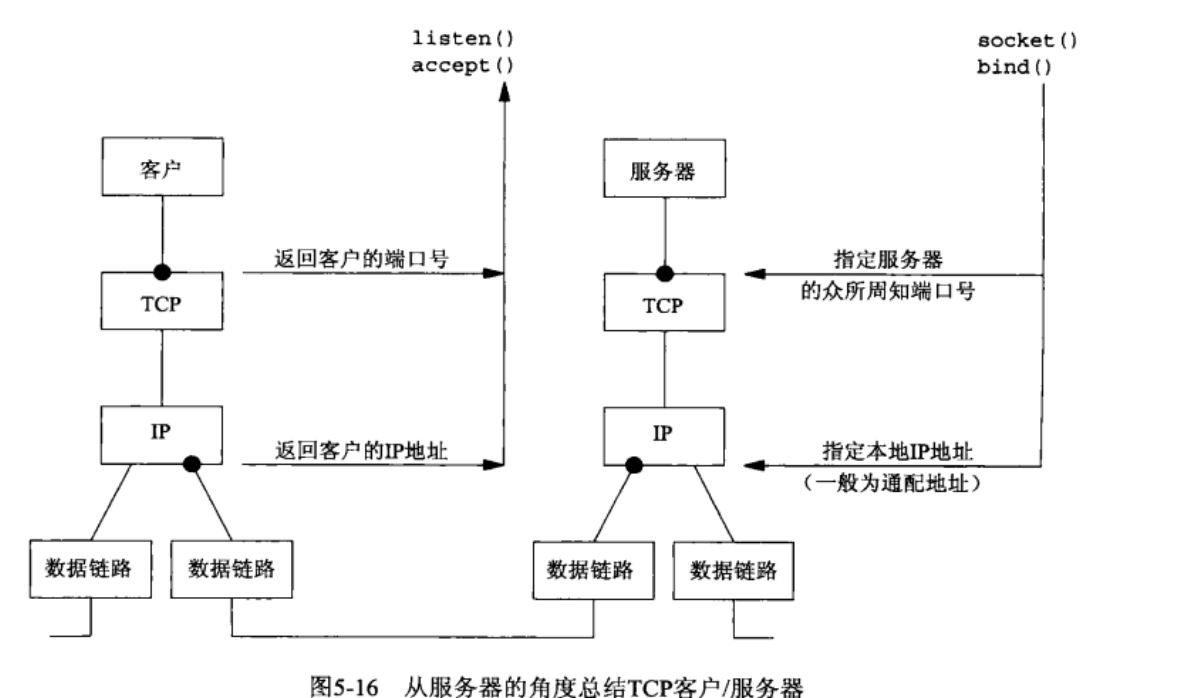 listen()
accept()
socket()
bind()
客户
服务器
返回客户的端口号
指定服务器
的众所周知端口号
TCP
TCP
IP
IP
返回客户的IP地址
指定本地IP地址
（一般为通配地址）
数据链路
数据链路
数据链路
数据链路
图5-16 从服务器的角度总结TCP客户/服务器